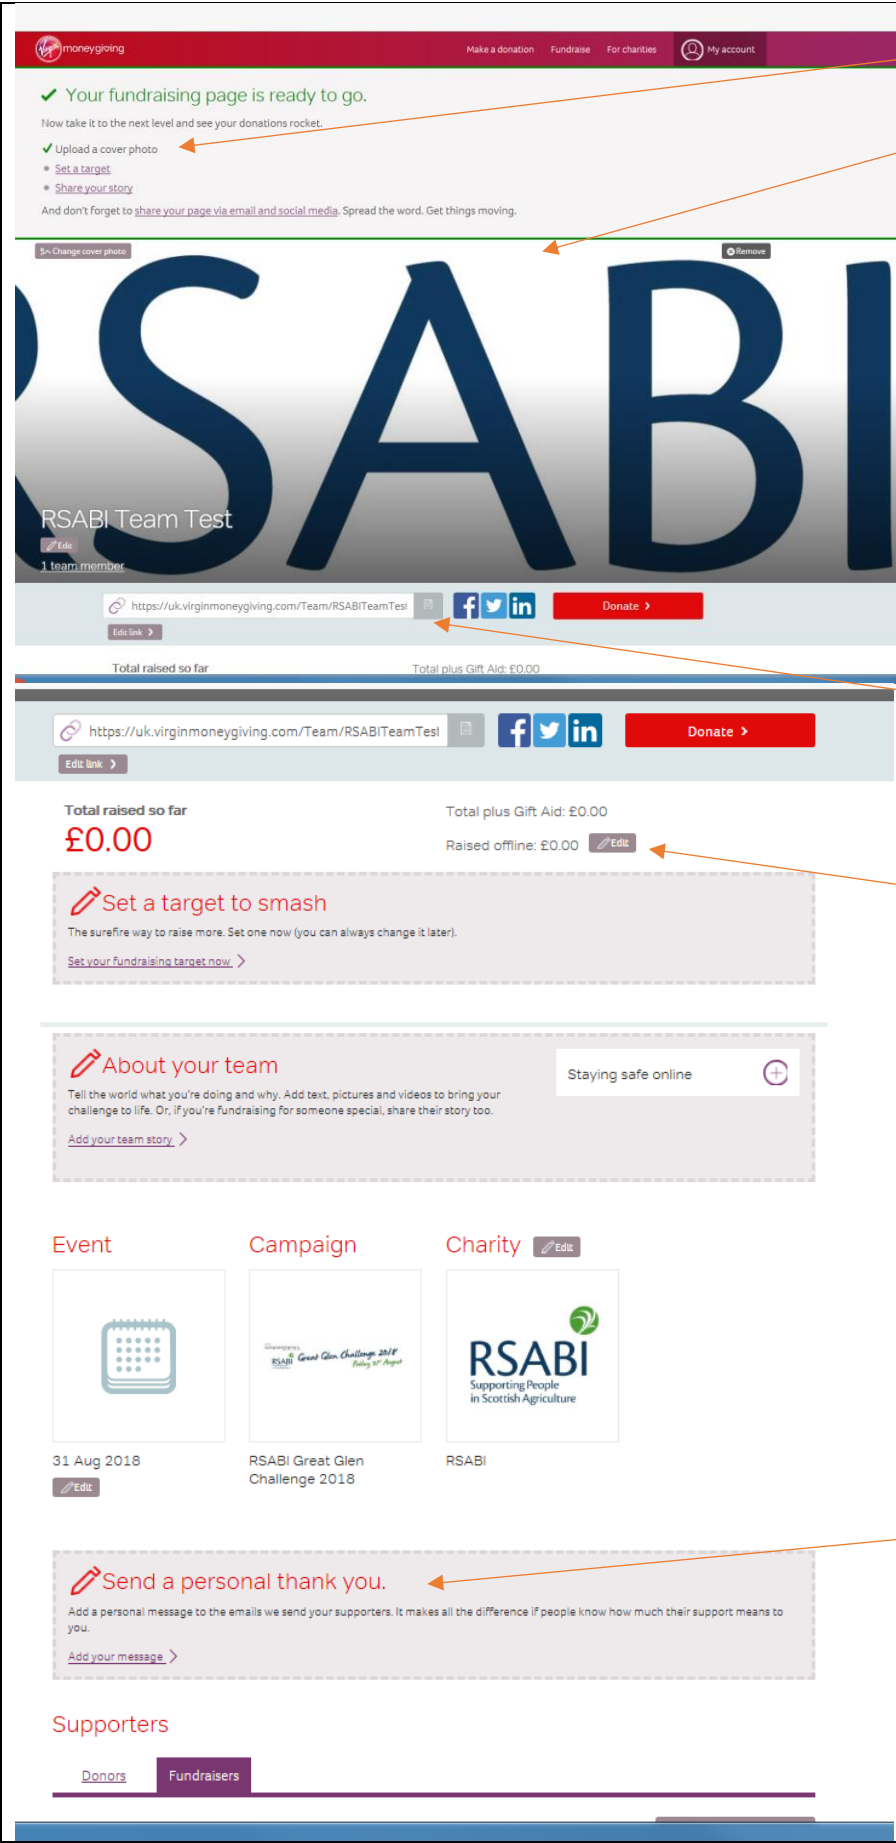 Virgin moneygiving
Make a donation Fundraise For charities My account
Your fundraising page is ready to go.
Now take it to the next level and see your donations rocket.
Upload a cover photo
Set a target
Share your story
And don't forget to share your page via email and social media. Spread the word. Get things moving.
Change cover photo Remove
RSABI
RSABI Team Test
Edit
1 team member
https://uk.virginmoneygiving.com/Team/RSABITeamTest Donate
Edit link
Total raised so far Total plus Gift Aid: £0.00
https://uk.virginmoneygiving.com/Team/RSABITeamTest Donate
Edit link
Total raised so far Total plus Gift Aid: £0.00
£0.00 Raised offline: £0.00 Edit
Set a target to smash
The surefire way to raise more. Set one now (you can always change it later).
Set your fundraising target now
About your team
Staying safe online
Tell the world what you're doing and why. Add text, pictures and videos to bring your
challenge to life. Or, if you're fundraising for someone special, share their story too.
Add your team story
Event Campaign Charity Edit
RSABI Great Glen Challenge 2018
RSABI
Supporting People
in Scottish Agriculture
31 Aug 2018 RSABI Great Glen RSABI
Challenge 2018
Edit
Send a personal thank you.
Add a personal message to the emails we send your supporters. It makes all the difference if people know how much their support means to
you.
Add your message
Supporters
Donors Fundraisers